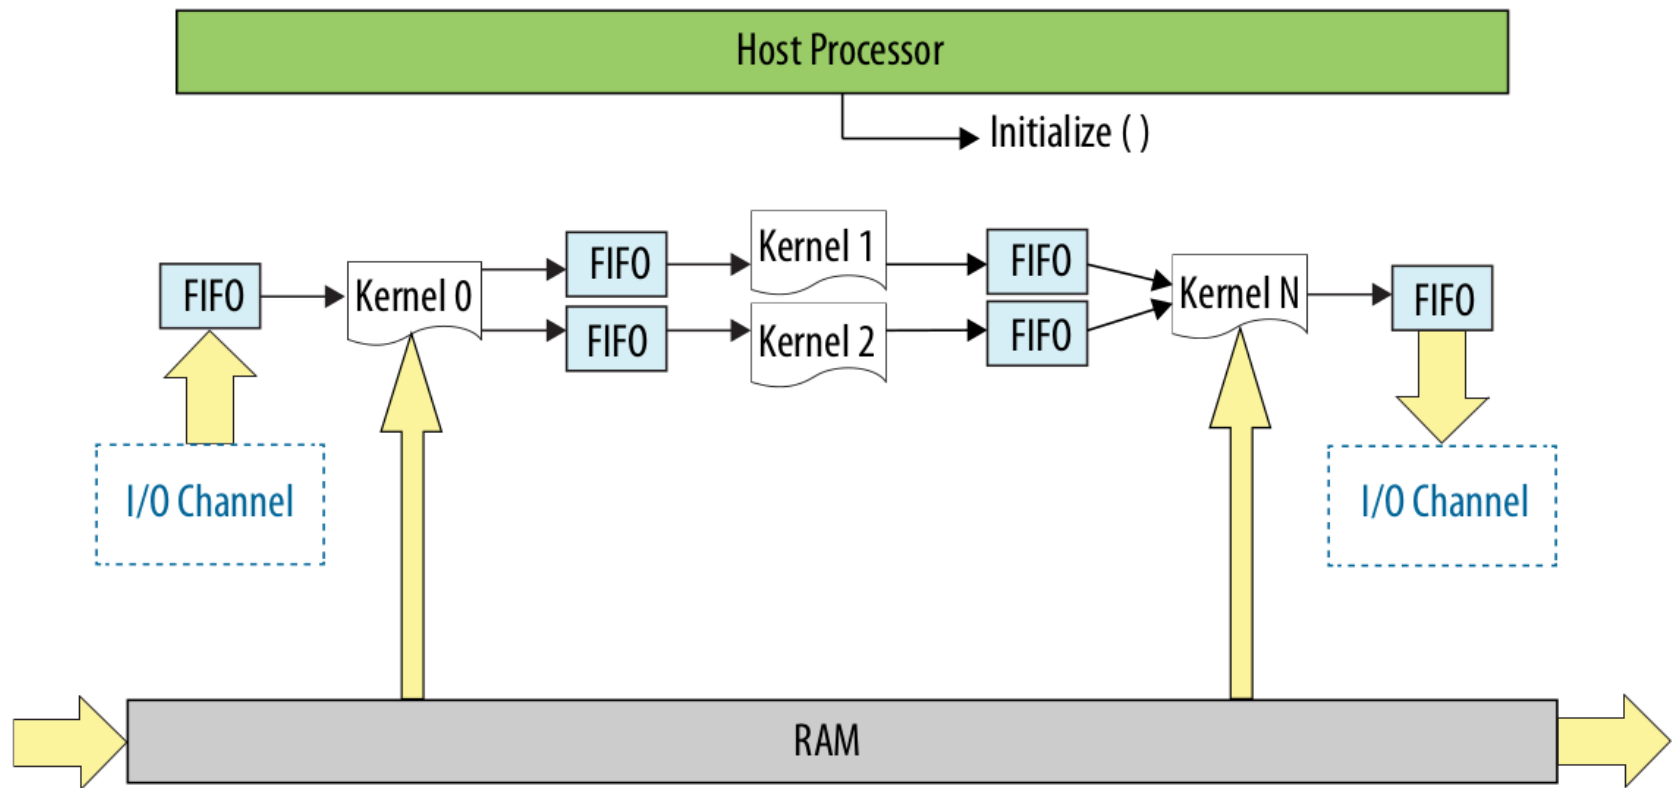 Host Processor
Initialize ( )
FIFO
Kernel 0
FIFO
FIFO
Kernel 1
Kernel 2
FIFO
FIFO
Kernel N
FIFO
I/O Channel
I/O Channel
RAM